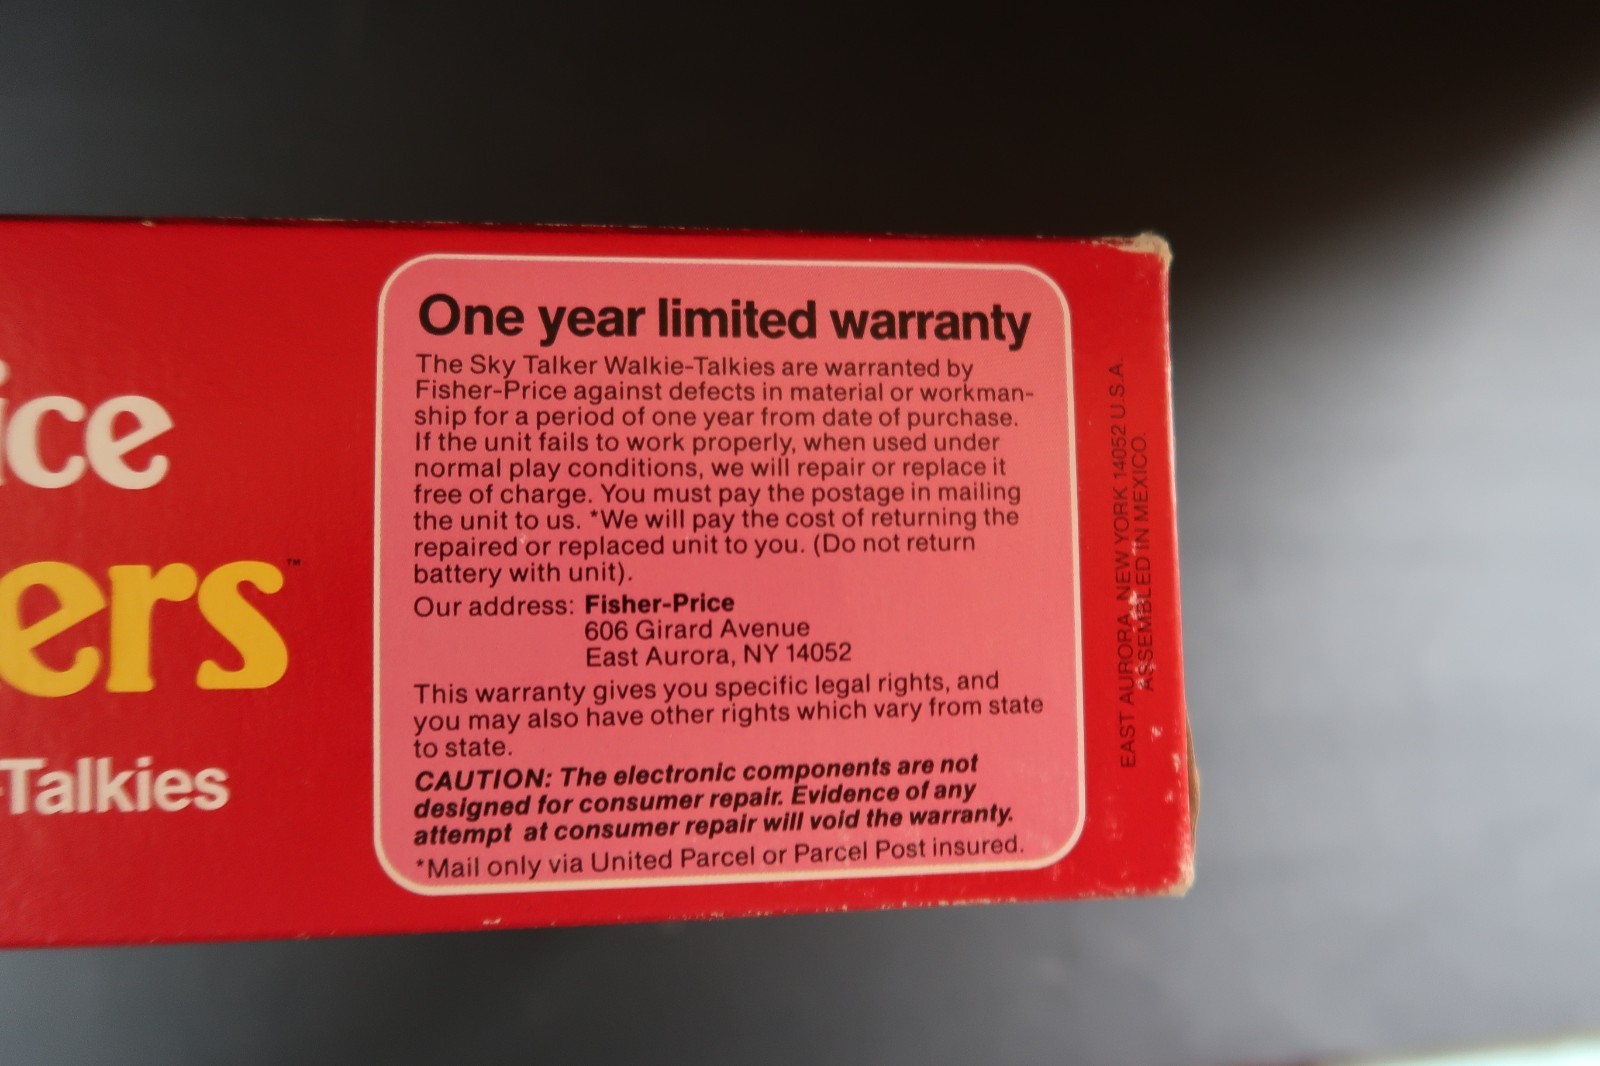 ice
ers™
-Talkies
One year limited warranty
The Sky Talker Walkie-Talkies are warranted by
Fisher-Price against defects in material or workman-
ship for a period of one year from date of purchase.
If the unit fails to work properly, when used under
normal play conditions, we will repair or replace it
free of charge. You must pay the postage in mailing
the unit to us. *We will pay the cost of returning the
repaired or replaced unit to you. (Do not return
battery with unit).
Our address: Fisher-Price
606 Girard Avenue
East Aurora, NY 14052
This warranty gives you specific legal rights, and
you may also have other rights which vary from state
to state.
CAUTION: The electronic components are not
designed for consumer repair. Evidence of any
attempt at consumer repair will void the warranty.
*Mail only via United Parcel or Parcel Post insured.
EAST AURORA, NEW YORK 14052 U.S.A.
ASSEMBLED IN MEXICO.